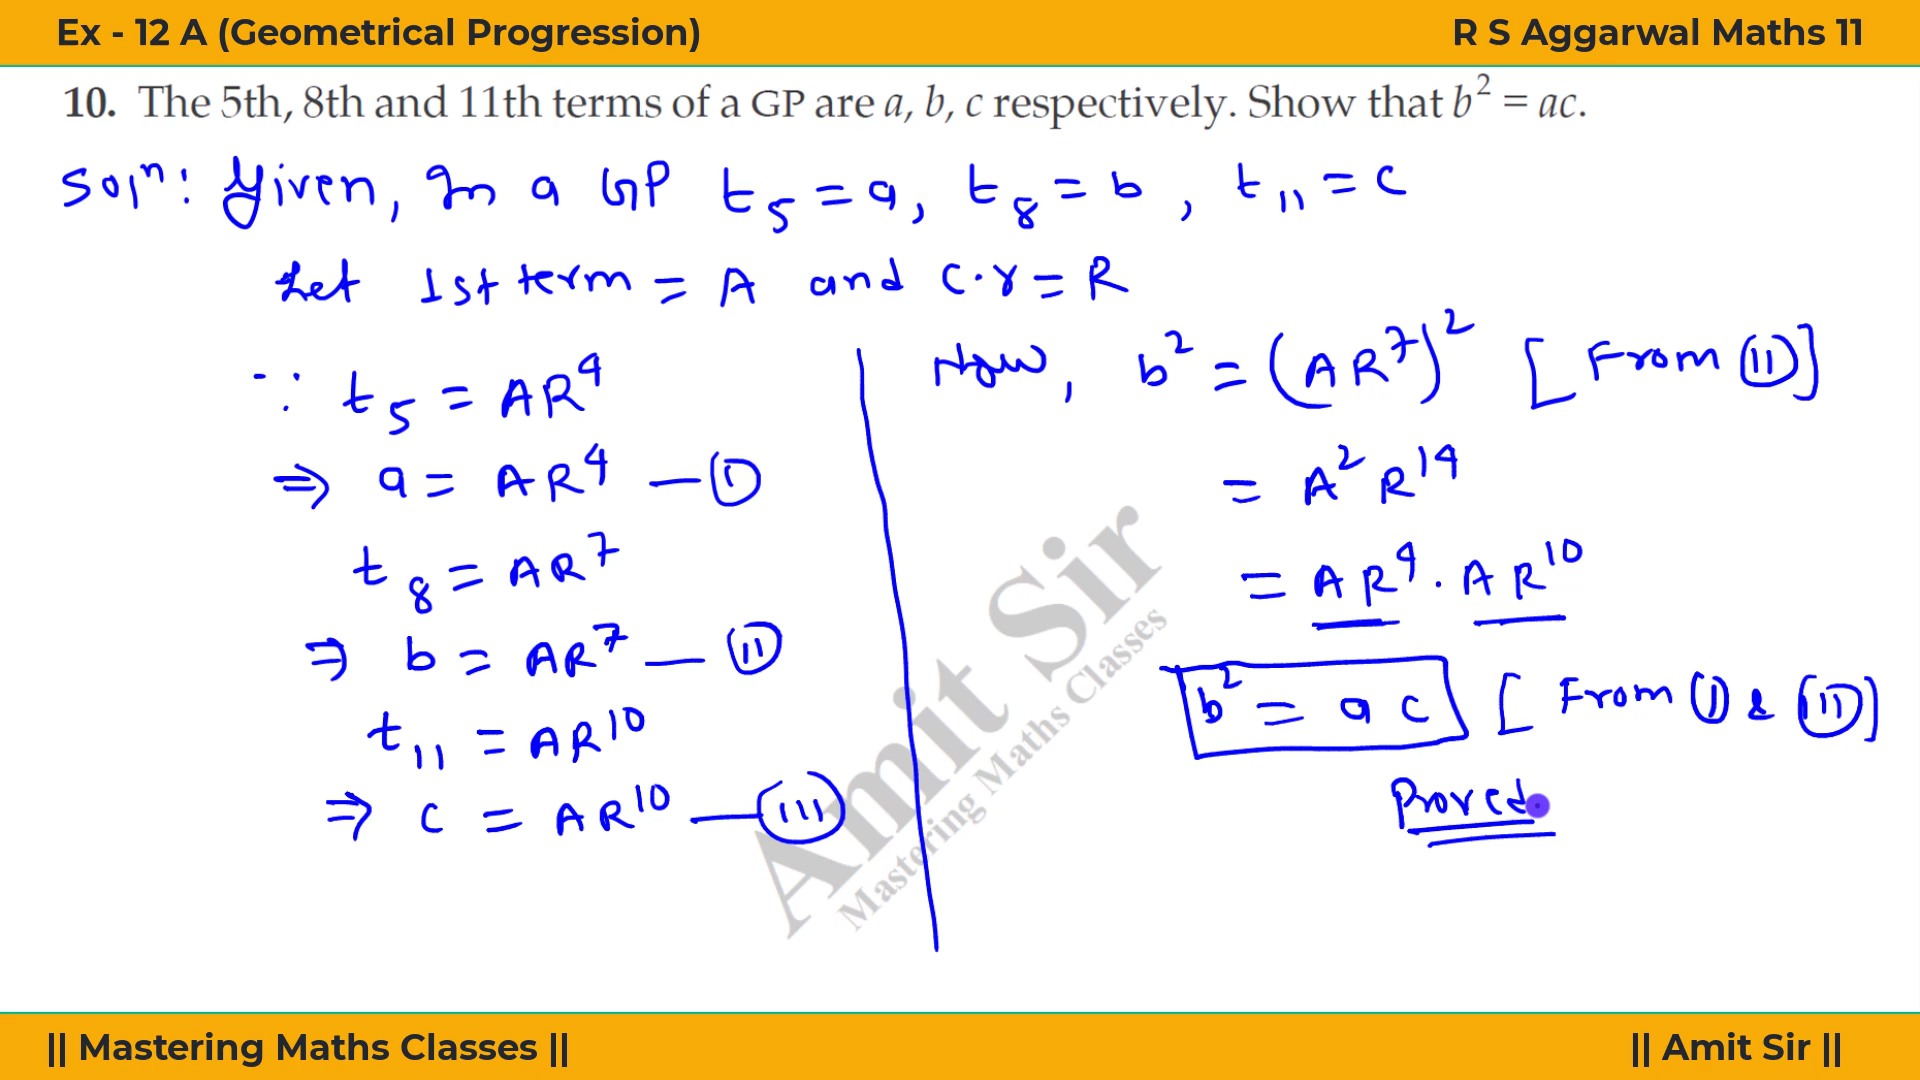 Ex - 12 A (Geometrical Progression)
R S Aggarwal Maths 11
10. The 5th, 8th and 11th terms of a GP are a, b, c respectively. Show that b² = ac.
Solⁿ: Given, In a GP t₅ = a, t₈ = b, t₁₁ = c
Let 1st term = A and c.r = R
∵ t₅ = AR⁴
⇒ a = AR⁴ — (I)
t₈ = AR⁷
⇒ b = AR⁷ — (II)
t₁₁ = AR¹⁰
⇒ c = AR¹⁰ — (III)
Now, b² = (AR⁷)² [From (II)]
= A² R¹⁴
= AR⁴ . AR¹⁰
b² = a c [From (I) & (III)]
Proved
Amit Sir
Mastering Maths Classes
|| Mastering Maths Classes ||
|| Amit Sir ||